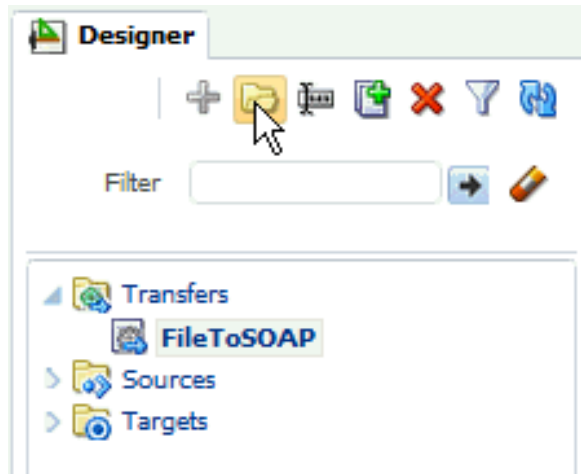 Designer
Filter
Transfers
FileToSOAP
Sources
Targets